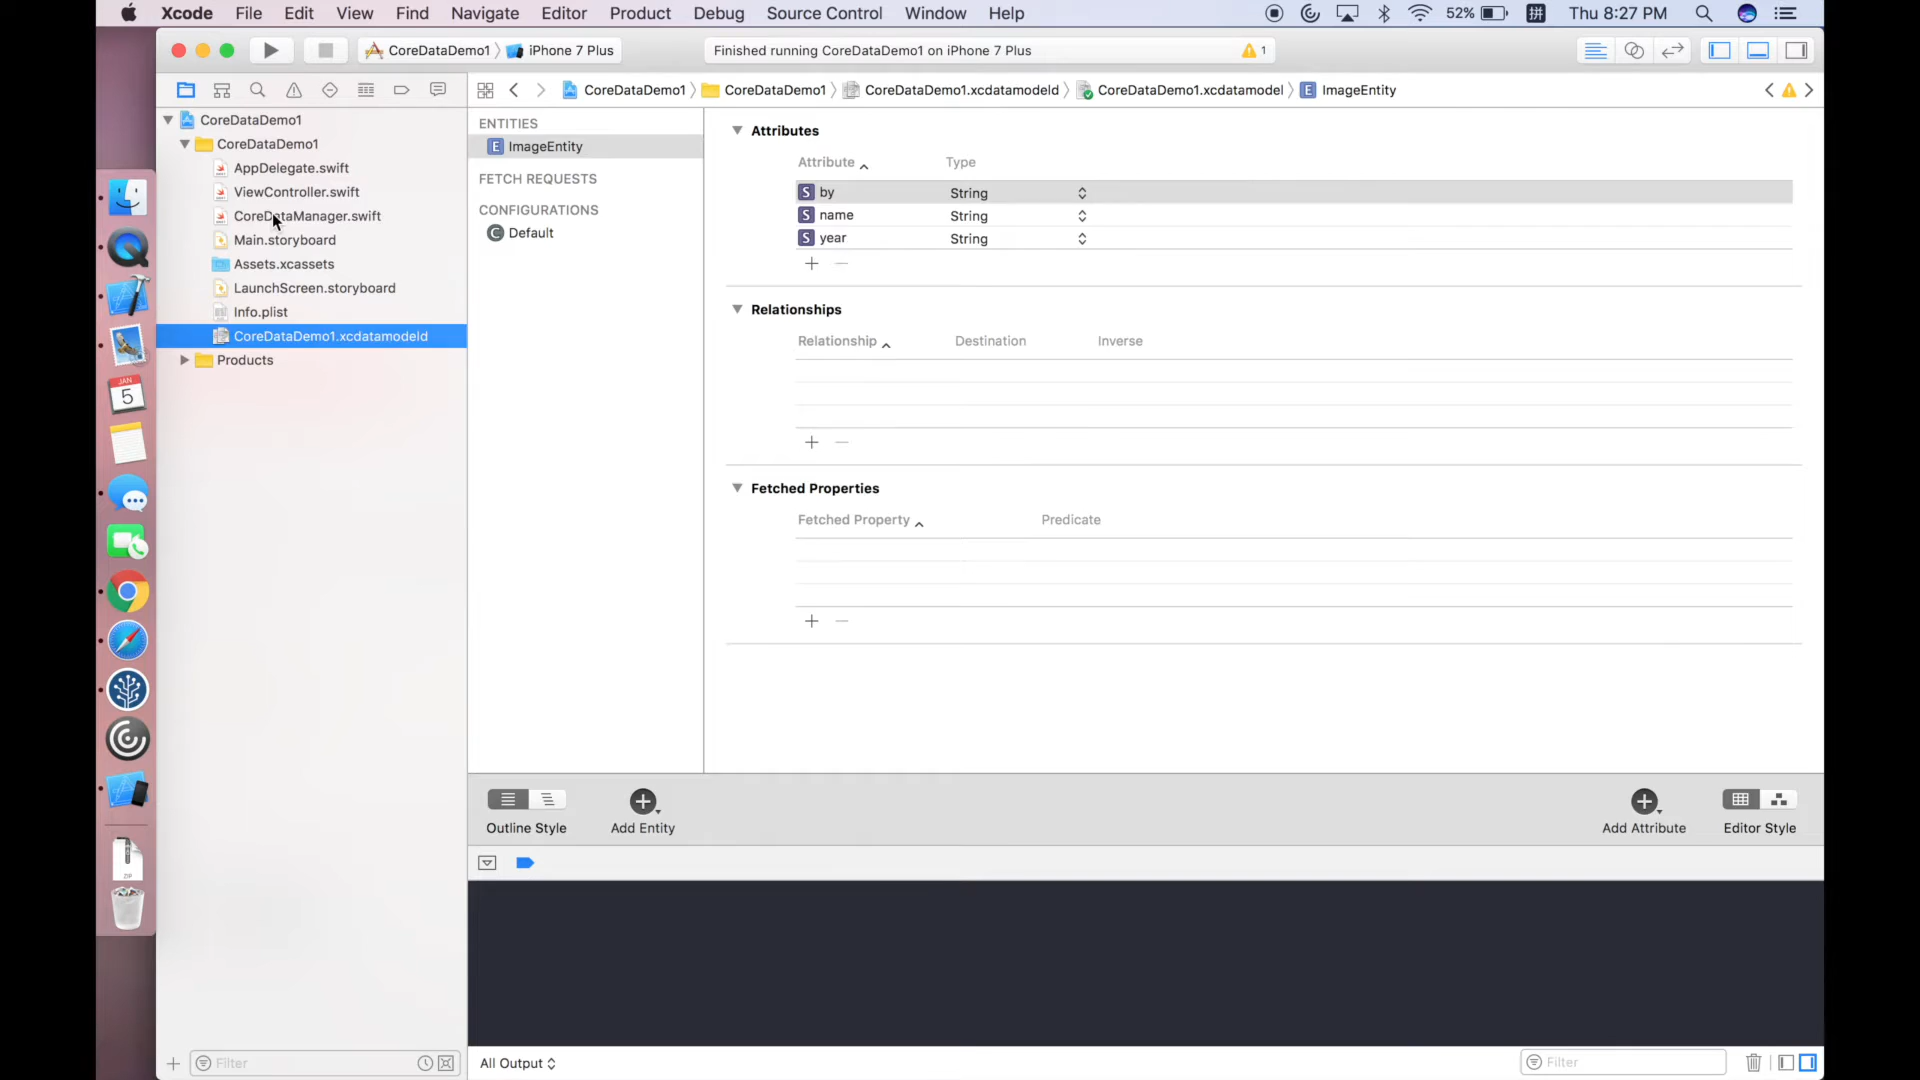 Xcode File Edit View Find Navigate Editor Product Debug Source Control Window Help 52% 拼 Thu 8:27 PM
CoreDataDemo1 iPhone 7 Plus Finished running CoreDataDemo1 on iPhone 7 Plus 1
CoreDataDemo1 CoreDataDemo1 CoreDataDemo1.xcdatamodeld CoreDataDemo1.xcdatamodel E ImageEntity
CoreDataDemo1
CoreDataDemo1
AppDelegate.swift
ViewController.swift
CoreDataManager.swift
Main.storyboard
Assets.xcassets
LaunchScreen.storyboard
Info.plist
CoreDataDemo1.xcdatamodeld
Products
ENTITIES
E ImageEntity
FETCH REQUESTS
CONFIGURATIONS
C Default
Attributes
Attribute Type
S by String
S name String
S year String
Relationships
Relationship Destination Inverse
Fetched Properties
Fetched Property Predicate
JAN
5
ZIP
Outline Style Add Entity Add Attribute Editor Style
Filter All Output Filter